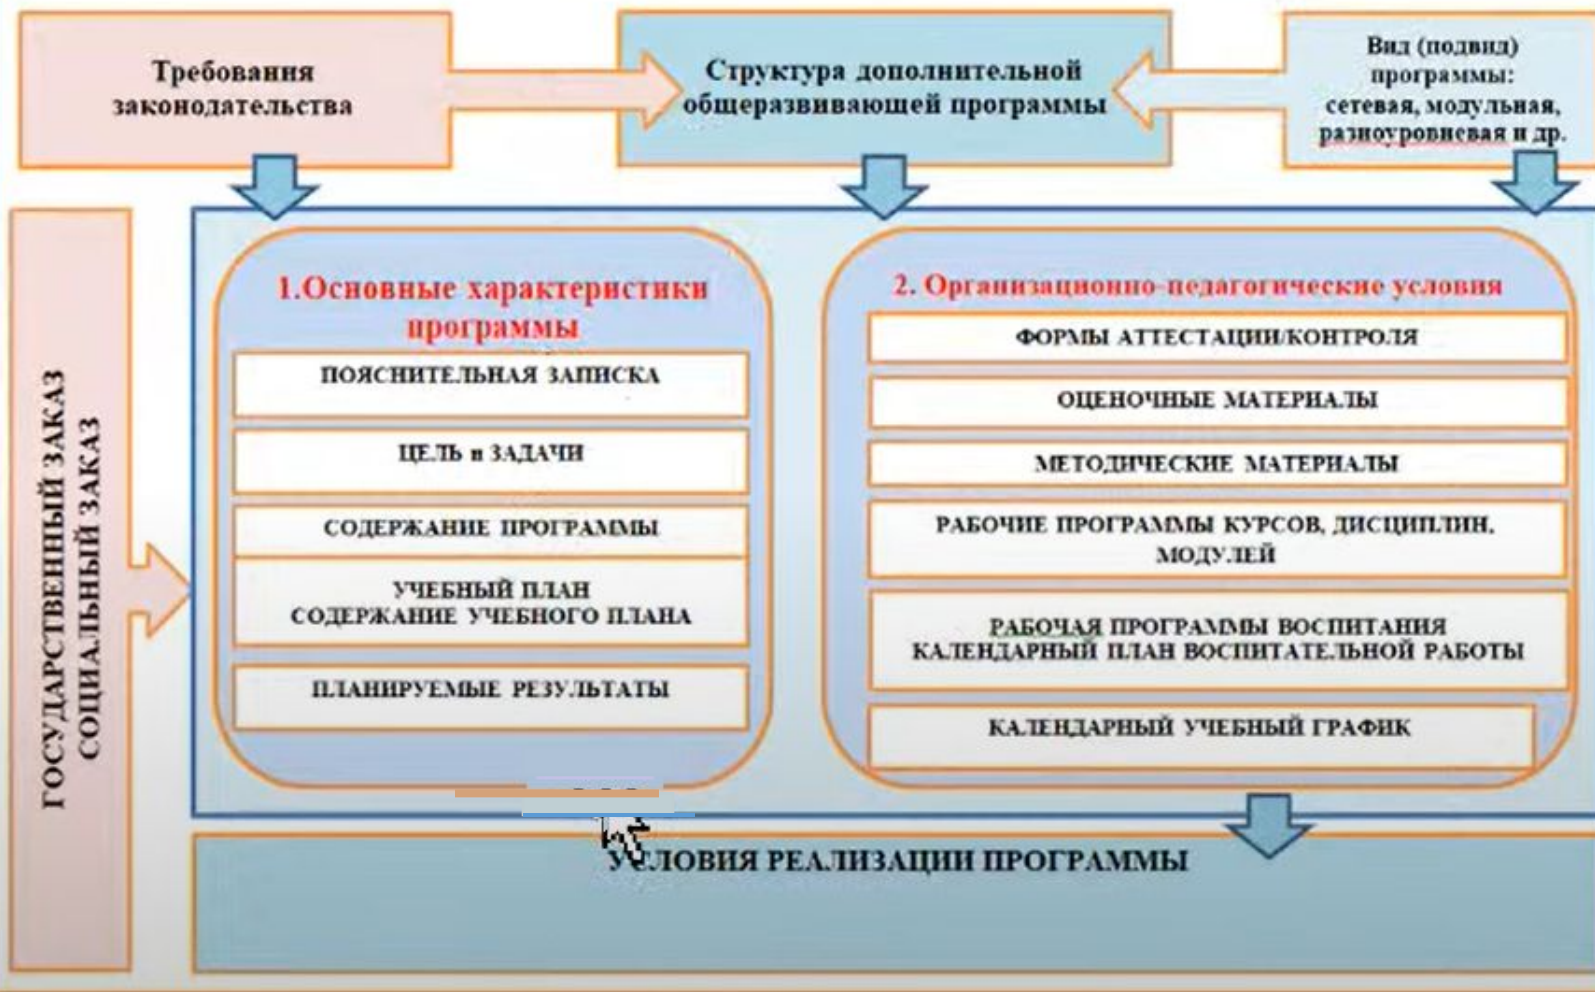 Требования
законодательства
Структура дополнительной
общеразвивающей программы
Вид (подвид)
программы:
сетевая, модульная,
разноуровневая и др.
ГОСУДАРСТВЕННЫЙ ЗАКАЗ
СОЦИАЛЬНЫЙ ЗАКАЗ
1.Основные характеристики
программы
ПОЯСНИТЕЛЬНАЯ ЗАПИСКА
ЦЕЛЬ и ЗАДАЧИ
СОДЕРЖАНИЕ ПРОГРАММЫ
УЧЕБНЫЙ ПЛАН
СОДЕРЖАНИЕ УЧЕБНОГО ПЛАНА
ПЛАНИРУЕМЫЕ РЕЗУЛЬТАТЫ
2. Организационно-педагогические условия
ФОРМЫ АТТЕСТАЦИИ/КОНТРОЛЯ
ОЦЕНОЧНЫЕ МАТЕРИАЛЫ
МЕТОДИЧЕСКИЕ МАТЕРИАЛЫ
РАБОЧИЕ ПРОГРАММЫ КУРСОВ, ДИСЦИПЛИН,
МОДУЛЕЙ
РАБОЧАЯ ПРОГРАММЫ ВОСПИТАНИЯ
КАЛЕНДАРНЫЙ ПЛАН ВОСПИТАТЕЛЬНОЙ РАБОТЫ
КАЛЕНДАРНЫЙ УЧЕБНЫЙ ГРАФИК
УСЛОВИЯ РЕАЛИЗАЦИИ ПРОГРАММЫ